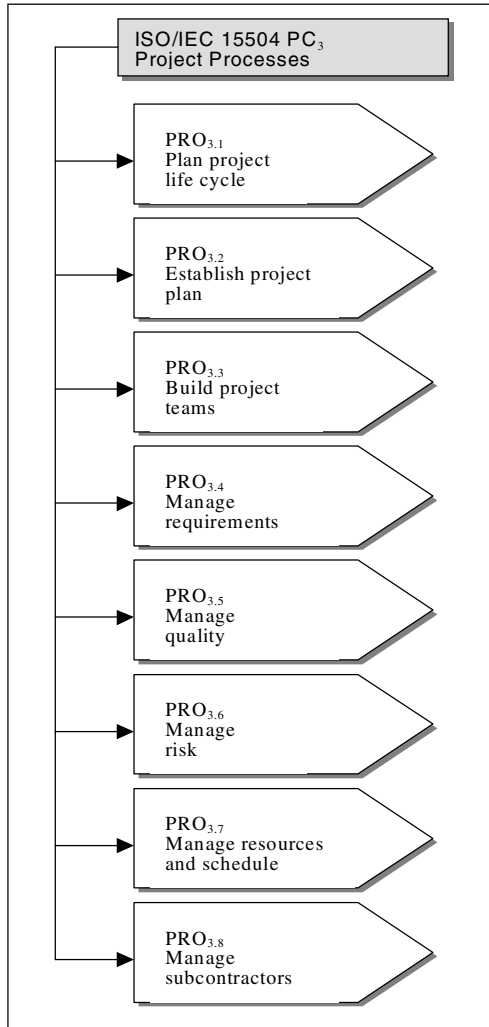 ISO/IEC 15504 PC₃
Project Processes
PRO₃.₁
Plan project
life cycle
PRO₃.₂
Establish project
plan
PRO₃.₃
Build project
teams
PRO₃.₄
Manage
requirements
PRO₃.₅
Manage
quality
PRO₃.₆
Manage
risk
PRO₃.₇
Manage resources
and schedule
PRO₃.₈
Manage
subcontractors